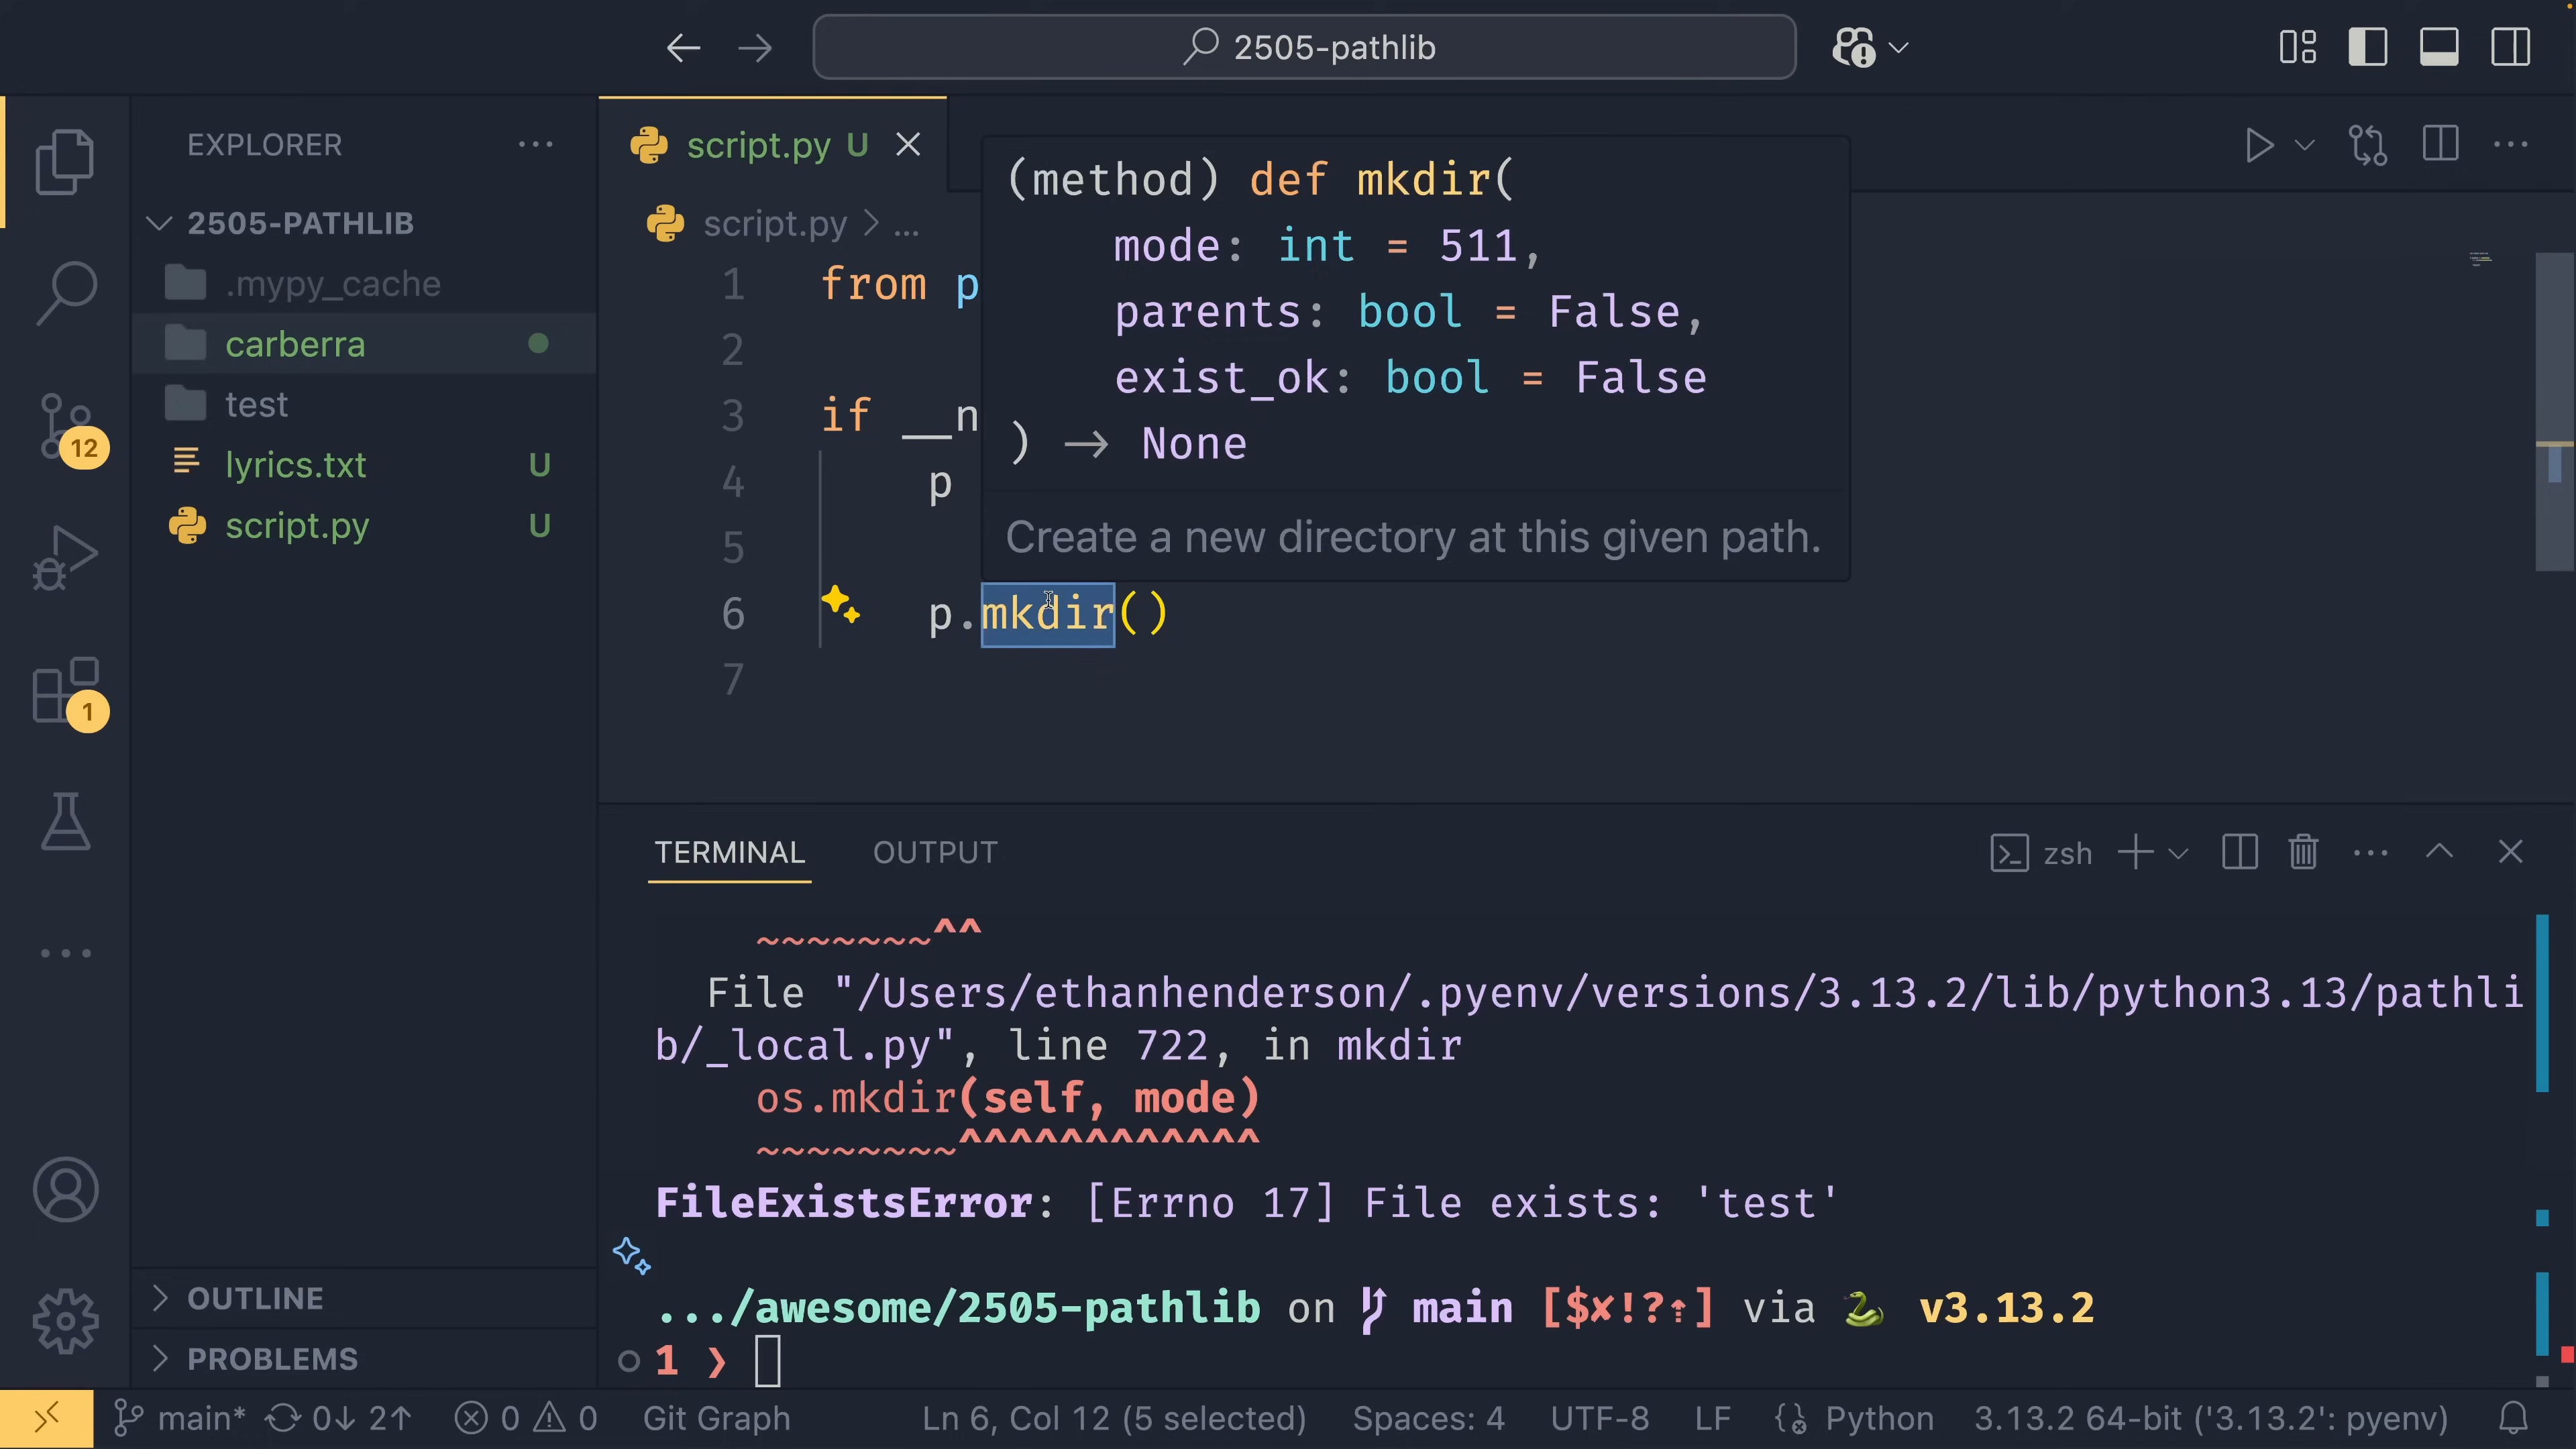 2505-pathlib
EXPLORER
2505-PATHLIB
.mypy_cache
carberra
test
lyrics.txt U
script.py U
12
1
OUTLINE
PROBLEMS
script.py U
script.py > ...
1 from p
2
3 if __n
4 p
5
6 p.mkdir()
7
(method) def mkdir(
mode: int = 511,
parents: bool = False,
exist_ok: bool = False
) → None
Create a new directory at this given path.
TERMINAL OUTPUT
zsh
~~~~~~~^^
File "/Users/ethanhenderson/.pyenv/versions/3.13.2/lib/python3.13/pathli
b/_local.py", line 722, in mkdir
os.mkdir(self, mode)
~~~~~~~~^^^^^^^^^^^^
FileExistsError: [Errno 17] File exists: 'test'
.../awesome/2505-pathlib on main [$✘!?⇡] via 🐍 v3.13.2
1 ❯
main* 0↓ 2↑ 0 0 Git Graph Ln 6, Col 12 (5 selected) Spaces: 4 UTF-8 LF Python 3.13.2 64-bit ('3.13.2': pyenv)